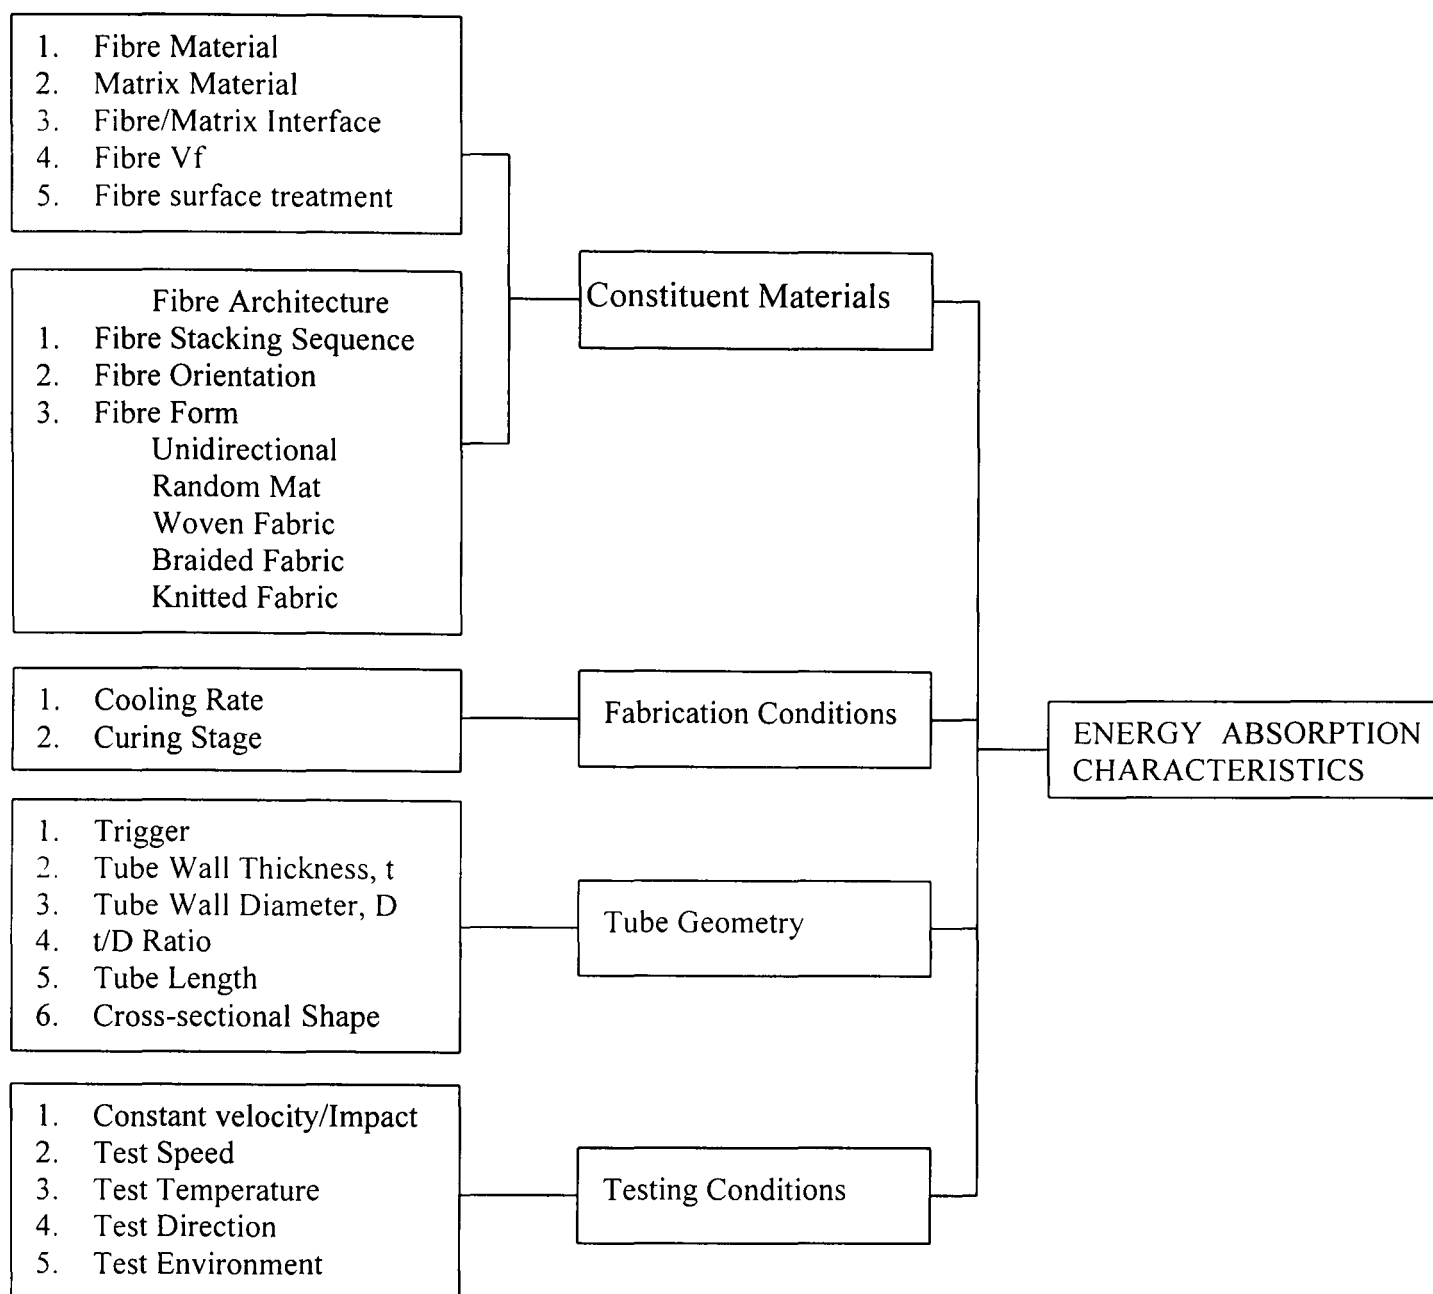 1. Fibre Material
2. Matrix Material
3. Fibre/Matrix Interface
4. Fibre Vf
5. Fibre surface treatment
Fibre Architecture
1. Fibre Stacking Sequence
2. Fibre Orientation
3. Fibre Form
Unidirectional
Random Mat
Woven Fabric
Braided Fabric
Knitted Fabric
Constituent Materials
1. Cooling Rate
2. Curing Stage
Fabrication Conditions
1. Trigger
2. Tube Wall Thickness, t
3. Tube Wall Diameter, D
4. t/D Ratio
5. Tube Length
6. Cross-sectional Shape
Tube Geometry
1. Constant velocity/Impact
2. Test Speed
3. Test Temperature
4. Test Direction
5. Test Environment
Testing Conditions
ENERGY ABSORPTION
CHARACTERISTICS